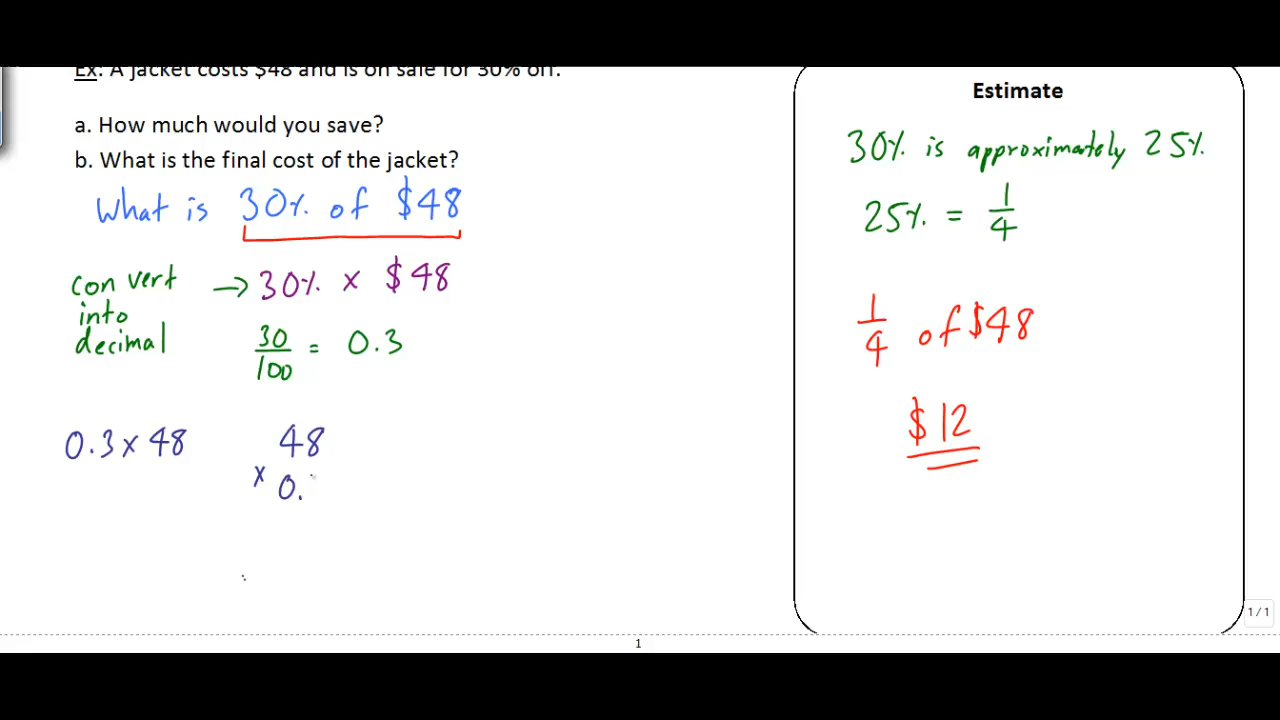 Ex: A jacket costs $48 and is on sale for 30% off.
a. How much would you save?
b. What is the final cost of the jacket?
What is 30% of $48
convert
into
decimal
→ 30% x $48
30/100 = 0.3
0.3 x 48
48
x 0.
Estimate
30% is approximately 25%
25% = 1/4
1/4 of $48
$12
1 / 1
1